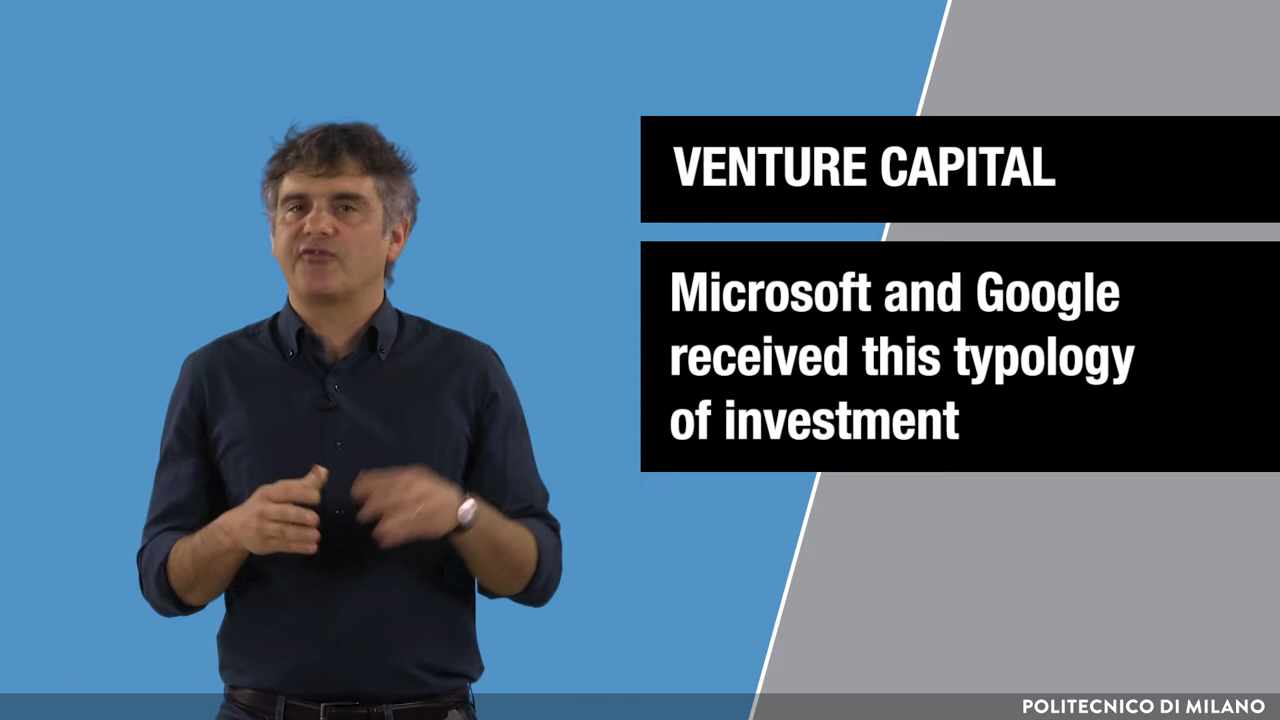 VENTURE CAPITAL
Microsoft and Google
received this typology
of investment
POLITECNICO DI MILANO